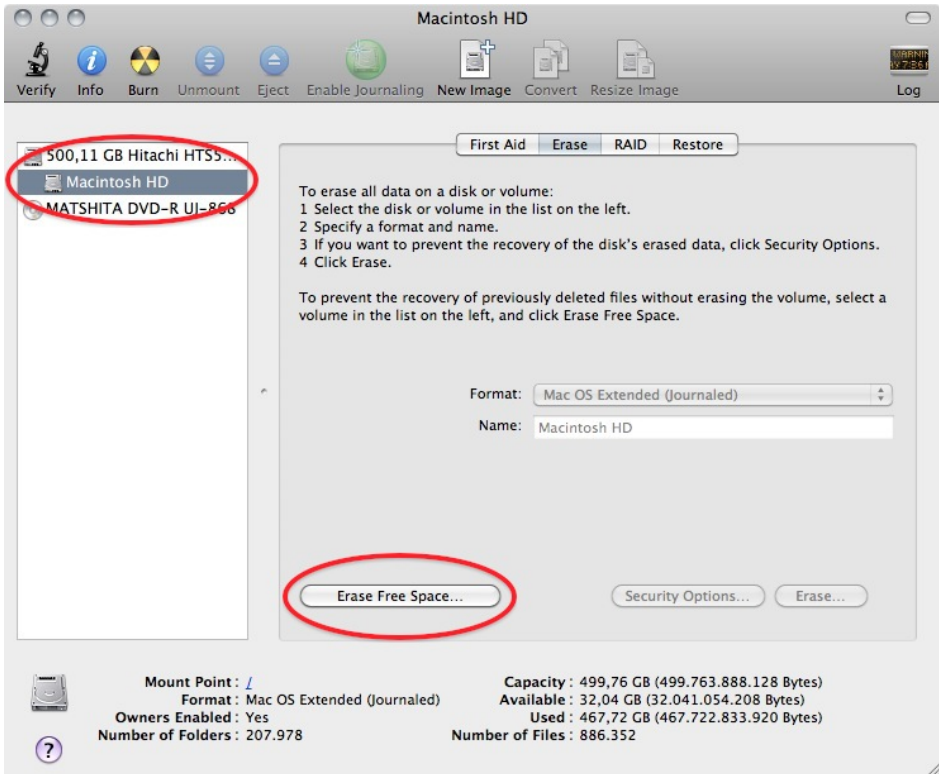 Macintosh HD
Verify Info Burn Unmount Eject Enable Journaling New Image Convert Resize Image Log
500,11 GB Hitachi HTS5...
Macintosh HD
MATSHITA DVD-R UJ-868
First Aid Erase RAID Restore
To erase all data on a disk or volume:
1 Select the disk or volume in the list on the left.
2 Specify a format and name.
3 If you want to prevent the recovery of the disk's erased data, click Security Options.
4 Click Erase.
To prevent the recovery of previously deleted files without erasing the volume, select a
volume in the list on the left, and click Erase Free Space.
Format: Mac OS Extended (Journaled)
Name: Macintosh HD
Erase Free Space... Security Options... Erase...
Mount Point : / Capacity : 499,76 GB (499.763.888.128 Bytes)
Format : Mac OS Extended (Journaled) Available : 32,04 GB (32.041.054.208 Bytes)
Owners Enabled : Yes Used : 467,72 GB (467.722.833.920 Bytes)
Number of Folders : 207.978 Number of Files : 886.352
?